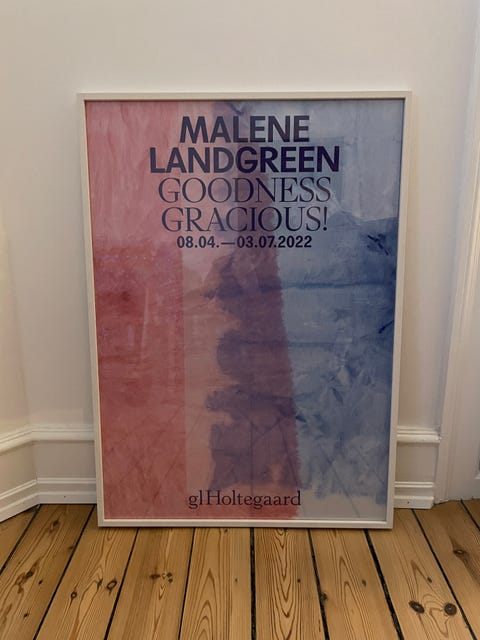 MALENE
LANDGREEN
GOODNESS
GRACIOUS!
08.04.—03.07.2022
glHoltegaard